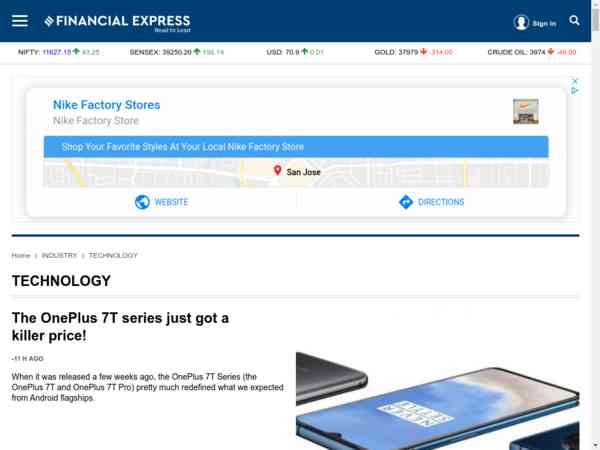 FINANCIAL EXPRESS
Read to Lead
Sign In
NIFTY: 11627.15 43.25 SENSEX: 39250.20 192.14 USD: 70.9 0.01 GOLD: 37979 -314.00 CRUDE OIL: 3974 -46.00
Nike Factory Stores
Nike Factory Store
Shop Your Favorite Styles At Your Local Nike Factory Store
San Jose
WEBSITE DIRECTIONS
Home | INDUSTRY | TECHNOLOGY
TECHNOLOGY
The OnePlus 7T series just got a
killer price!
-11 H AGO
When it was released a few weeks ago, the OnePlus 7T Series (the
OnePlus 7T and OnePlus 7T Pro) pretty much redefined what we expected
from Android flagships.